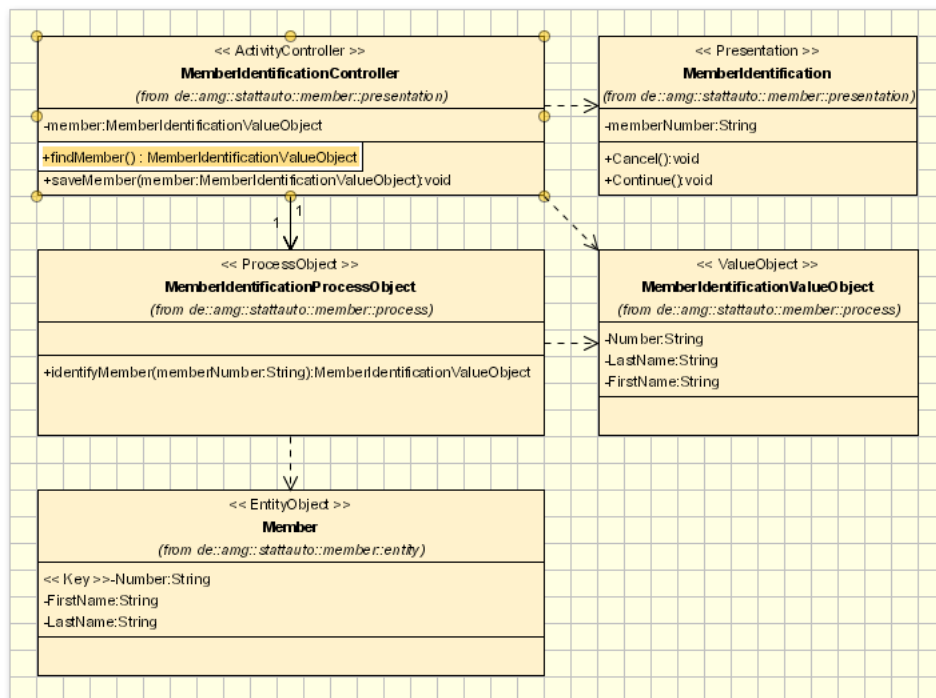 << ActivityController >>
MemberIdentificationController
(from de::amg::stattauto::member::presentation)
-member:MemberIdentificationValueObject
+findMember() : MemberIdentificationValueObject
+saveMember(member:MemberIdentificationValueObject):void
<< Presentation >>
MemberIdentification
(from de::amg::stattauto::member::presentation)
-memberNumber:String
+Cancel():void
+Continue():void
1
1
<< ProcessObject >>
MemberIdentificationProcessObject
(from de::amg::stattauto::member::process)
+identifyMember(memberNumber:String):MemberIdentificationValueObject
<< ValueObject >>
MemberIdentificationValueObject
(from de::amg::stattauto::member::process)
-Number:String
-LastName:String
-FirstName:String
<< EntityObject >>
Member
(from de::amg::stattauto::member::entity)
<< Key >>-Number:String
-FirstName:String
-LastName:String